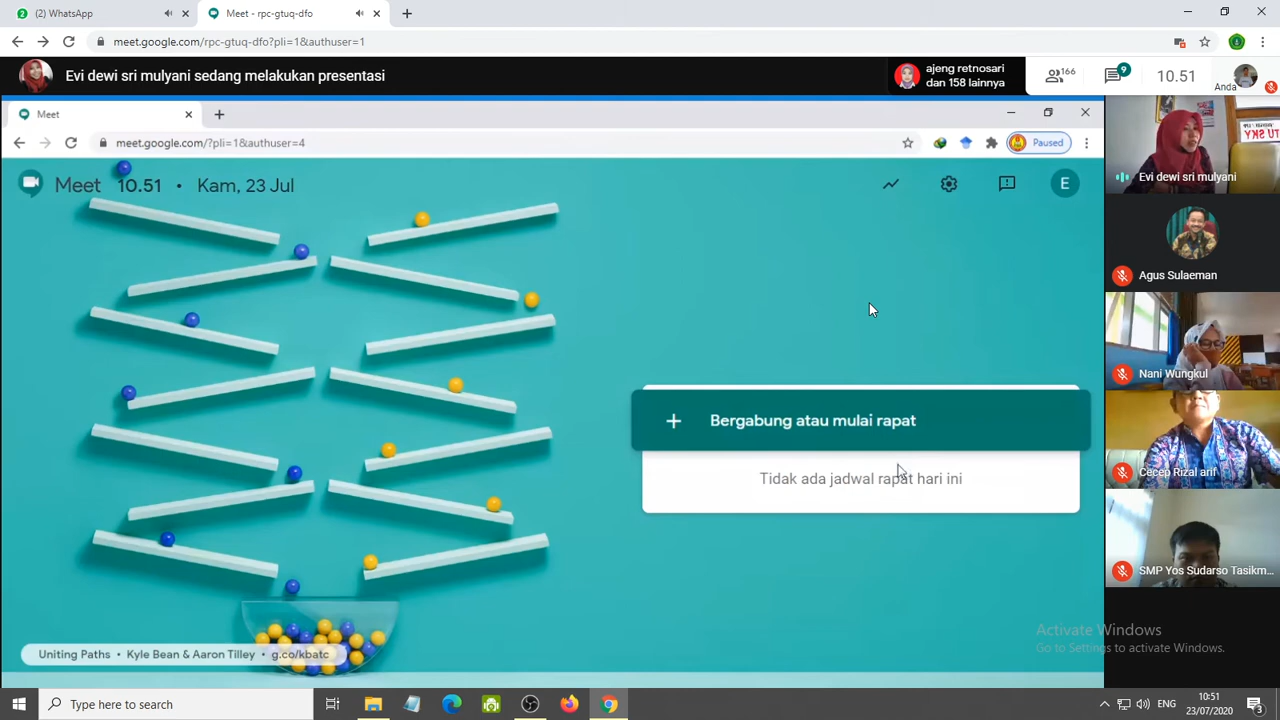 (2) WhatsApp
Meet - rpc-gtuq-dfo
meet.google.com/rpc-gtuq-dfo?pli=1&authuser=1
Evi dewi sri mulyani sedang melakukan presentasi
ajeng retnosari
dan 158 lainnya
166
9
10.51
Anda
Meet
meet.google.com/?pli=1&authuser=4
Paused
Meet 10.51 • Kam, 23 Jul
E
Bergabung atau mulai rapat
Tidak ada jadwal rapat hari ini
Uniting Paths • Kyle Bean & Aaron Tilley • g.co/kbatc
TU SKY
Evi dewi sri mulyani
Agus Sulaeman
Nani Wungkul
Cecep Rizal arif
SMP Yos Sudarso Tasikm...
Activate Windows
Go to Settings to activate Windows.
Type here to search
ENG
10:51
23/07/2020
3